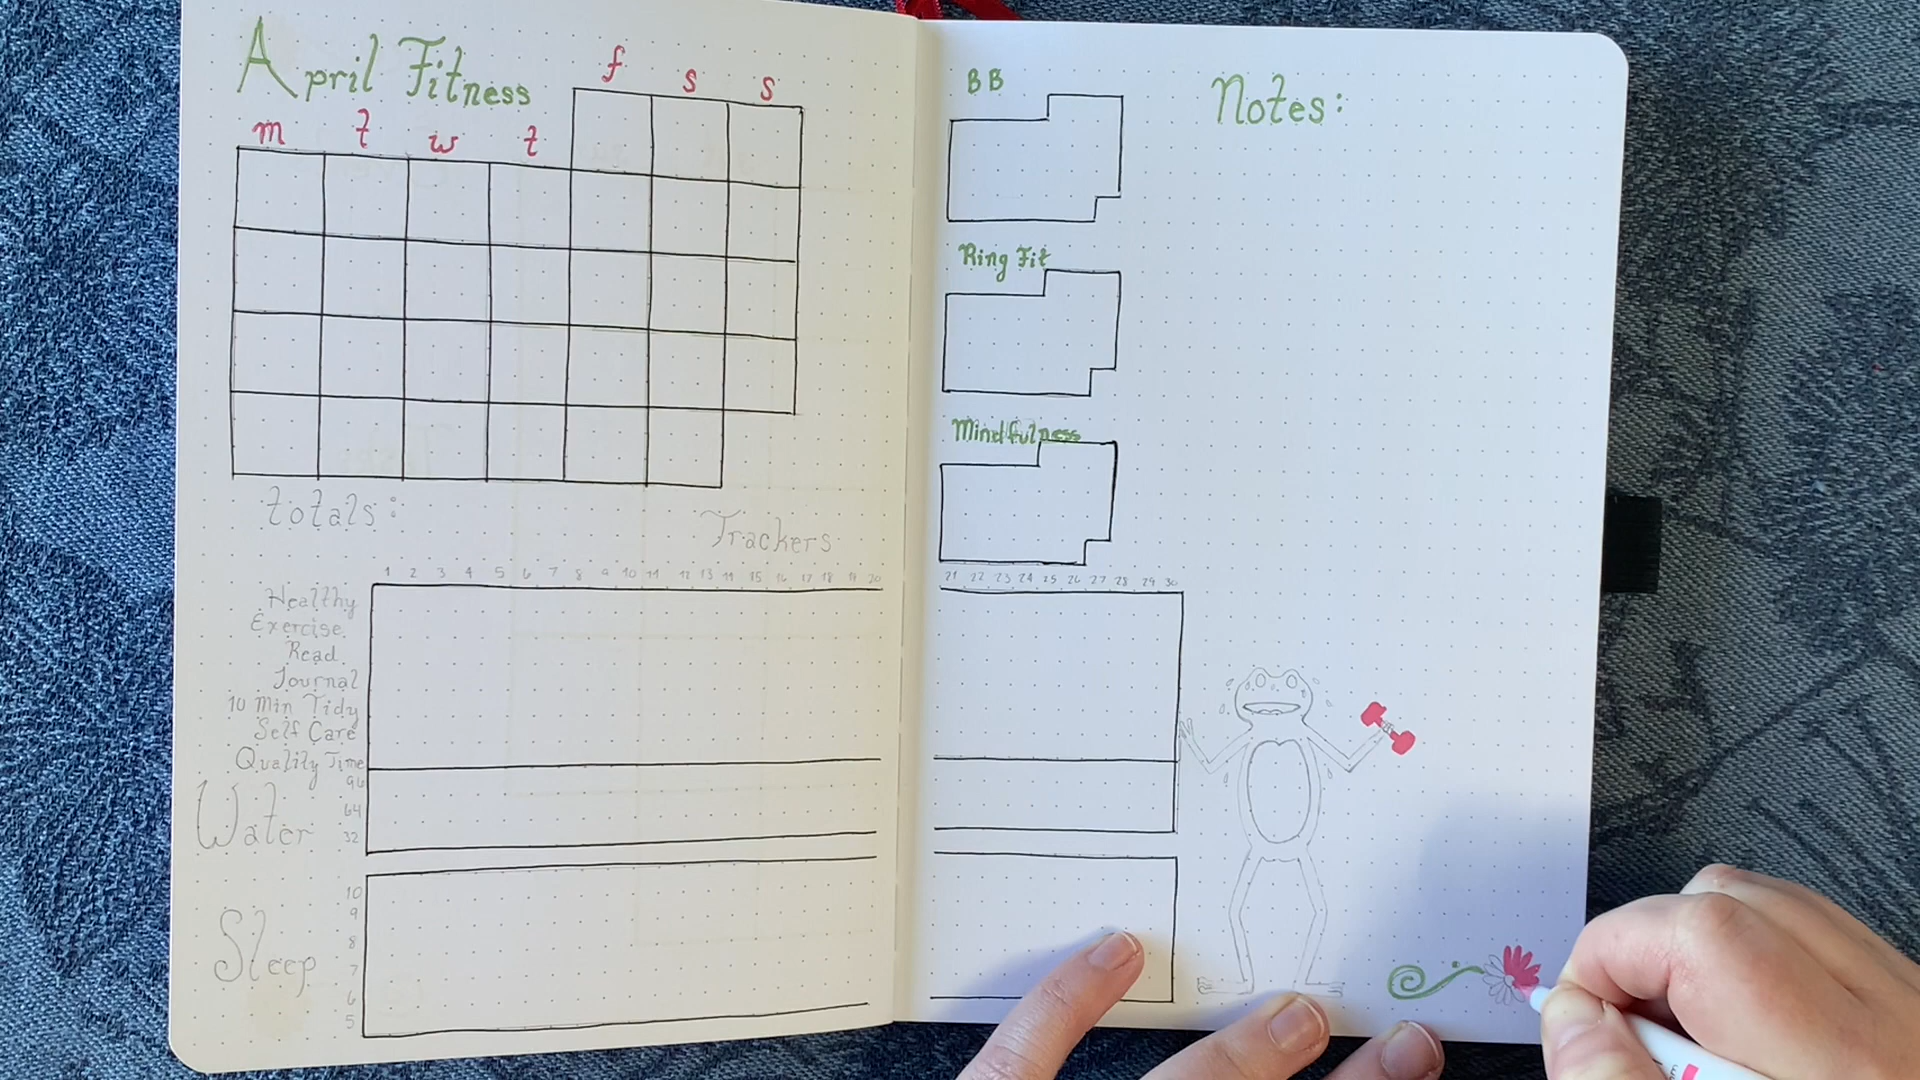 April Fitness
m t w t f s s
totals:
Trackers
1 2 3 4 5 6 7 8 9 10 11 12 13 14 15 16 17 18 19 20
Healthy
Exercise
Read
Journal
10 Min Tidy
Self Care
Quality Time
Water
96
64
32
Sleep
10
9
8
7
6
5
BB
Ring Fit
Mindfulness
21 22 23 24 25 26 27 28 29 30
Notes: